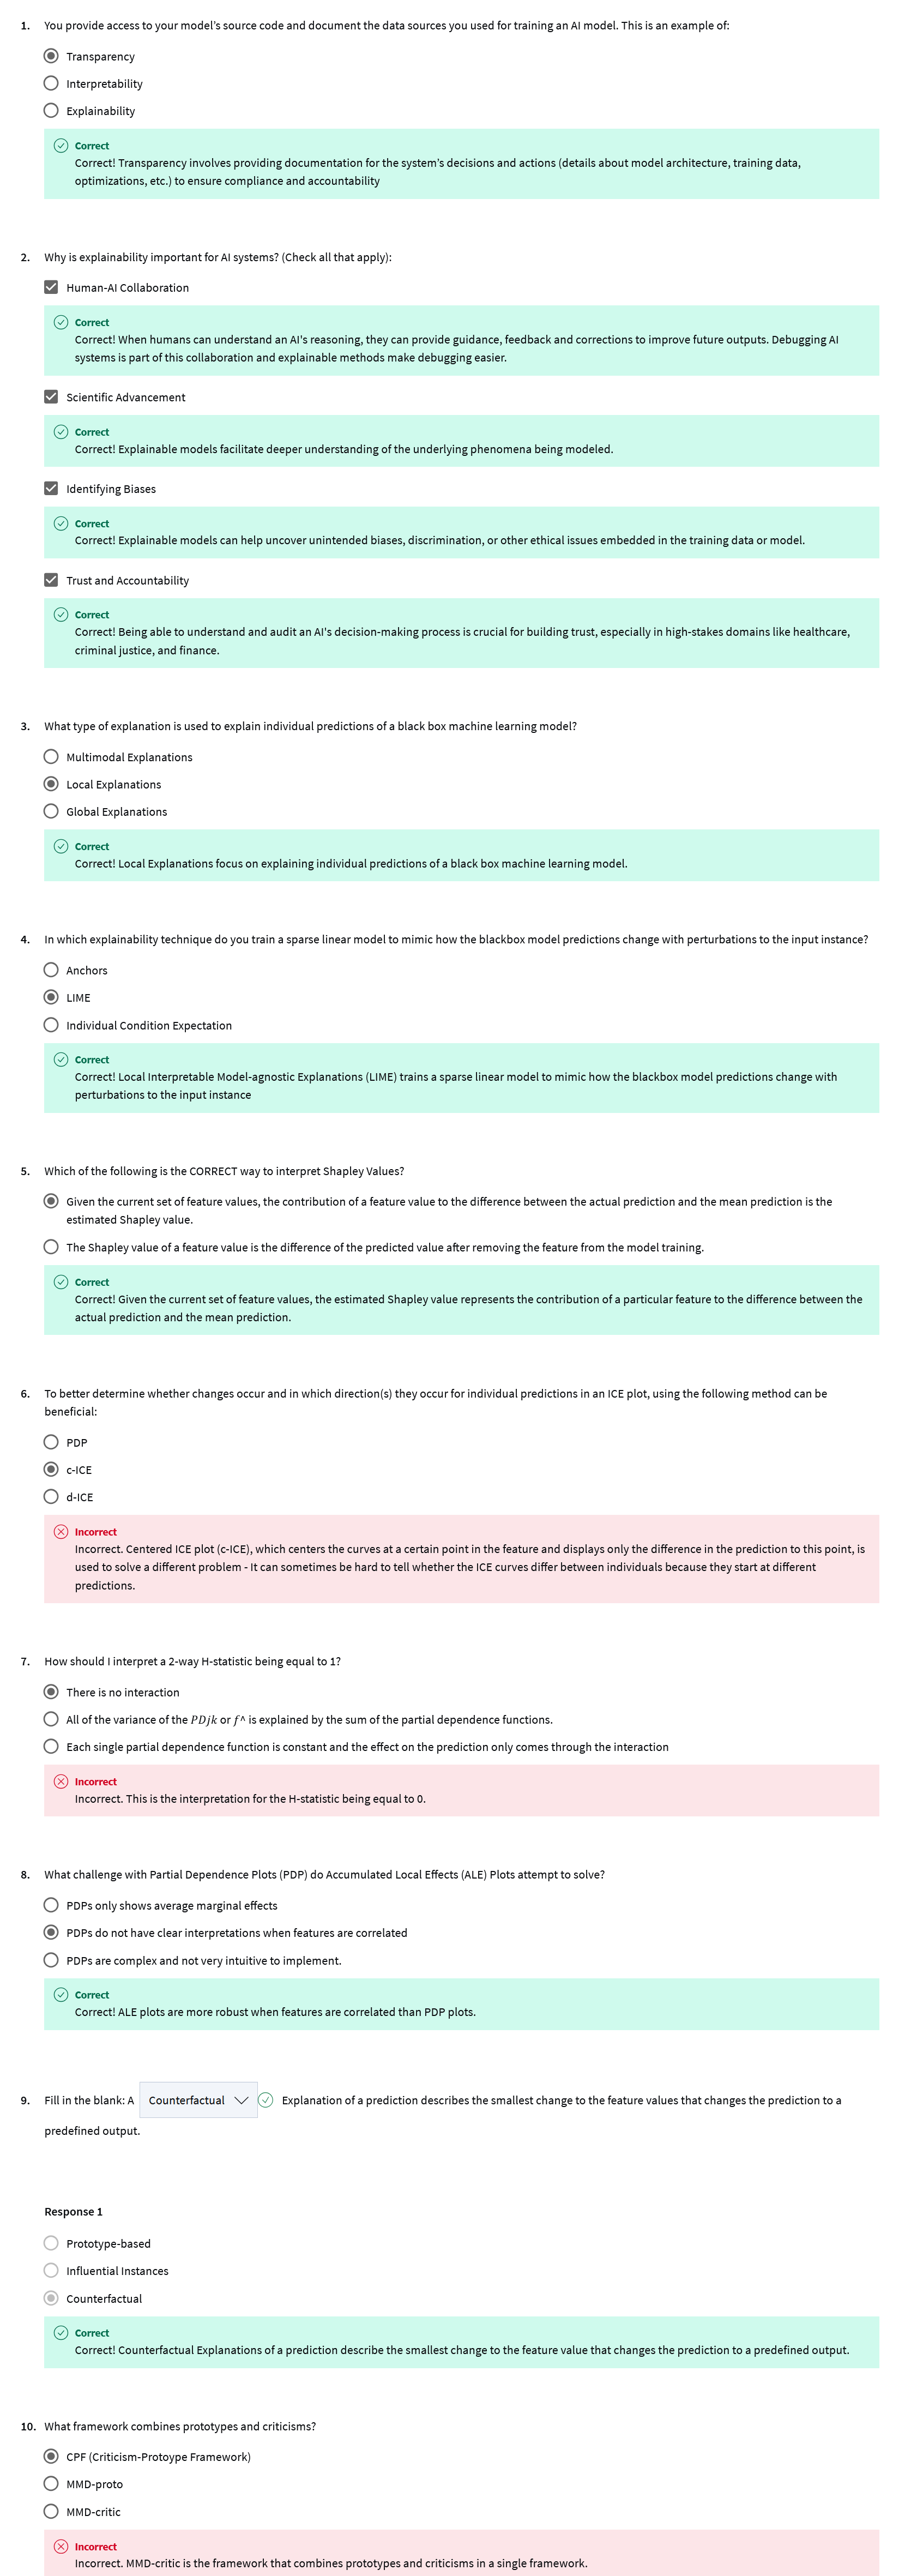 1. You provide access to your model's source code and document the data sources you used for training an AI model. This is an example of:
Transparency
Interpretability
Explainability
Correct
Correct! Transparency involves providing documentation for the system's decisions and actions (details about model architecture, training data,
optimizations, etc.) to ensure compliance and accountability
2. Why is explainability important for AI systems? (Check all that apply):
Human-AI Collaboration
Correct
Correct! When humans can understand an AI's reasoning, they can provide guidance, feedback and corrections to improve future outputs. Debugging AI
systems is part of this collaboration and explainable methods make debugging easier.
Scientific Advancement
Correct
Correct! Explainable models facilitate deeper understanding of the underlying phenomena being modeled.
Identifying Biases
Correct
Correct! Explainable models can help uncover unintended biases, discrimination, or other ethical issues embedded in the training data or model.
Trust and Accountability
Correct
Correct! Being able to understand and audit an AI's decision-making process is crucial for building trust, especially in high-stakes domains like healthcare,
criminal justice, and finance.
3. What type of explanation is used to explain individual predictions of a black box machine learning model?
Multimodal Explanations
Local Explanations
Global Explanations
Correct
Correct! Local Explanations focus on explaining individual predictions of a black box machine learning model.
4. In which explainability technique do you train a sparse linear model to mimic how the blackbox model predictions change with perturbations to the input instance?
Anchors
LIME
Individual Condition Expectation
Correct
Correct! Local Interpretable Model-agnostic Explanations (LIME) trains a sparse linear model to mimic how the blackbox model predictions change with
perturbations to the input instance
5. Which of the following is the CORRECT way to interpret Shapley Values?
Given the current set of feature values, the contribution of a feature value to the difference between the actual prediction and the mean prediction is the
estimated Shapley value.
The Shapley value of a feature value is the difference of the predicted value after removing the feature from the model training.
Correct
Correct! Given the current set of feature values, the estimated Shapley value represents the contribution of a particular feature to the difference between the
actual prediction and the mean prediction.
6. To better determine whether changes occur and in which direction(s) they occur for individual predictions in an ICE plot, using the following method can be
beneficial:
PDP
c-ICE
d-ICE
Incorrect
Incorrect. Centered ICE plot (c-ICE), which centers the curves at a certain point in the feature and displays only the difference in the prediction to this point, is
used to solve a different problem - It can sometimes be hard to tell whether the ICE curves differ between individuals because they start at different
predictions.
7. How should I interpret a 2-way H-statistic being equal to 1?
There is no interaction
All of the variance of the PDjk or f^ is explained by the sum of the partial dependence functions.
Each single partial dependence function is constant and the effect on the prediction only comes through the interaction
Incorrect
Incorrect. This is the interpretation for the H-statistic being equal to 0.
8. What challenge with Partial Dependence Plots (PDP) do Accumulated Local Effects (ALE) Plots attempt to solve?
PDPs only shows average marginal effects
PDPs do not have clear interpretations when features are correlated
PDPs are complex and not very intuitive to implement.
Correct
Correct! ALE plots are more robust when features are correlated than PDP plots.
9. Fill in the blank: A Counterfactual Explanation of a prediction describes the smallest change to the feature values that changes the prediction to a
predefined output.
Response 1
Prototype-based
Influential Instances
Counterfactual
Correct
Correct! Counterfactual Explanations of a prediction describe the smallest change to the feature value that changes the prediction to a predefined output.
10. What framework combines prototypes and criticisms?
CPF (Criticism-Protoype Framework)
MMD-proto
MMD-critic
Incorrect
Incorrect. MMD-critic is the framework that combines prototypes and criticisms in a single framework.